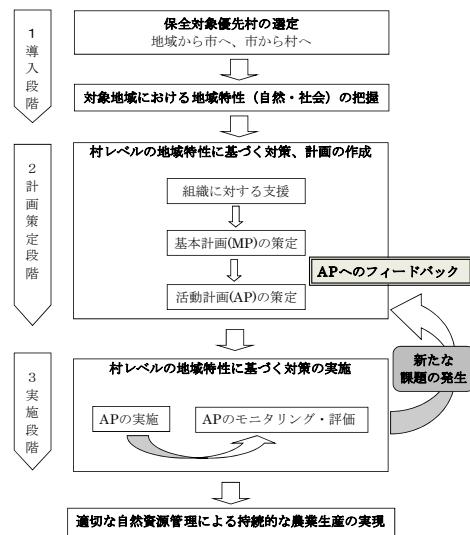 1 導入段階
保全対象優先村の選定
地域から市へ、市から村へ
対象地域における地域特性（自然・社会）の把握
2 計画策定段階
村レベルの地域特性に基づく対策、計画の作成
組織に対する支援
基本計画(MP)の策定
活動計画(AP)の策定
APへのフィードバック
新たな
課題の発生
3 実施段階
村レベルの地域特性に基づく対策の実施
APの実施
APのモニタリング・評価
適切な自然資源管理による持続的な農業生産の実現